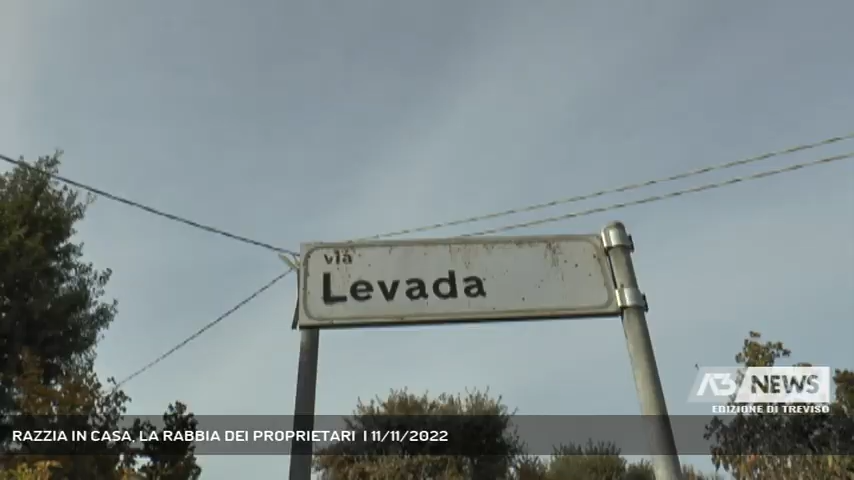 via
Levada
A3 NEWS
EDIZIONE DI TREVISO
RAZZIA IN CASA, LA RABBIA DEI PROPRIETARI | 11/11/2022